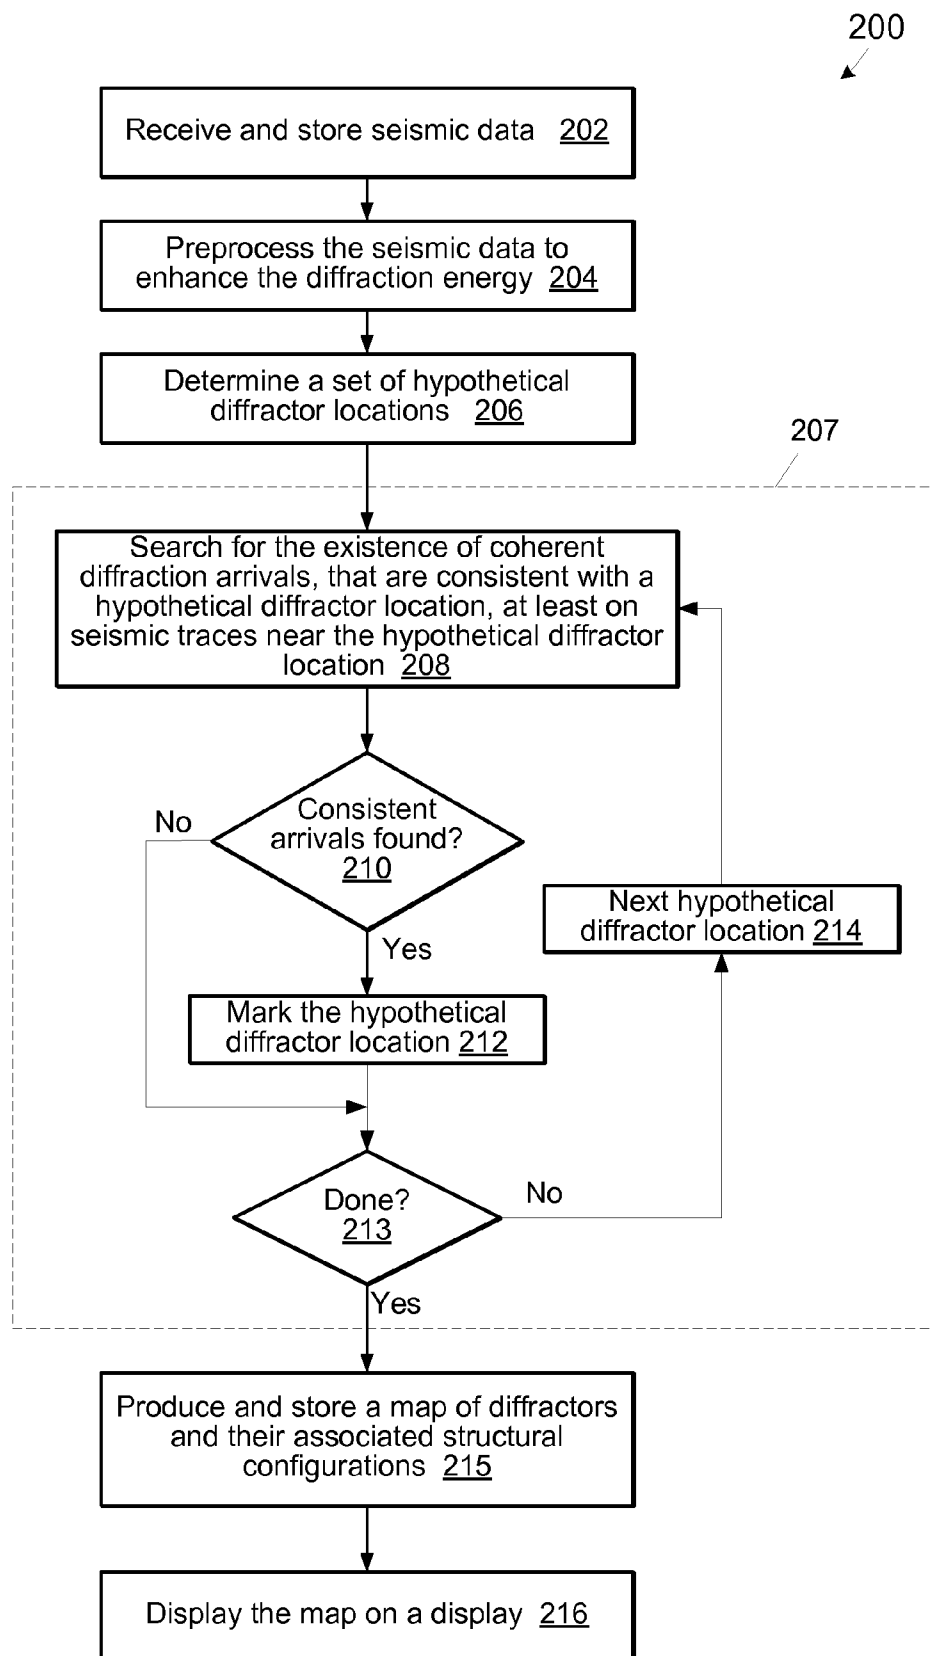 200
Receive and store seismic data 202
Preprocess the seismic data to
enhance the diffraction energy 204
Determine a set of hypothetical
diffractor locations 206
207
Search for the existence of coherent
diffraction arrivals, that are consistent with a
hypothetical diffractor location, at least on
seismic traces near the hypothetical diffractor
location 208
No
Consistent
arrivals found?
210
Yes
Next hypothetical
diffractor location 214
Mark the hypothetical
diffractor location 212
Done?
213
No
Yes
Produce and store a map of diffractors
and their associated structural
configurations 215
Display the map on a display 216